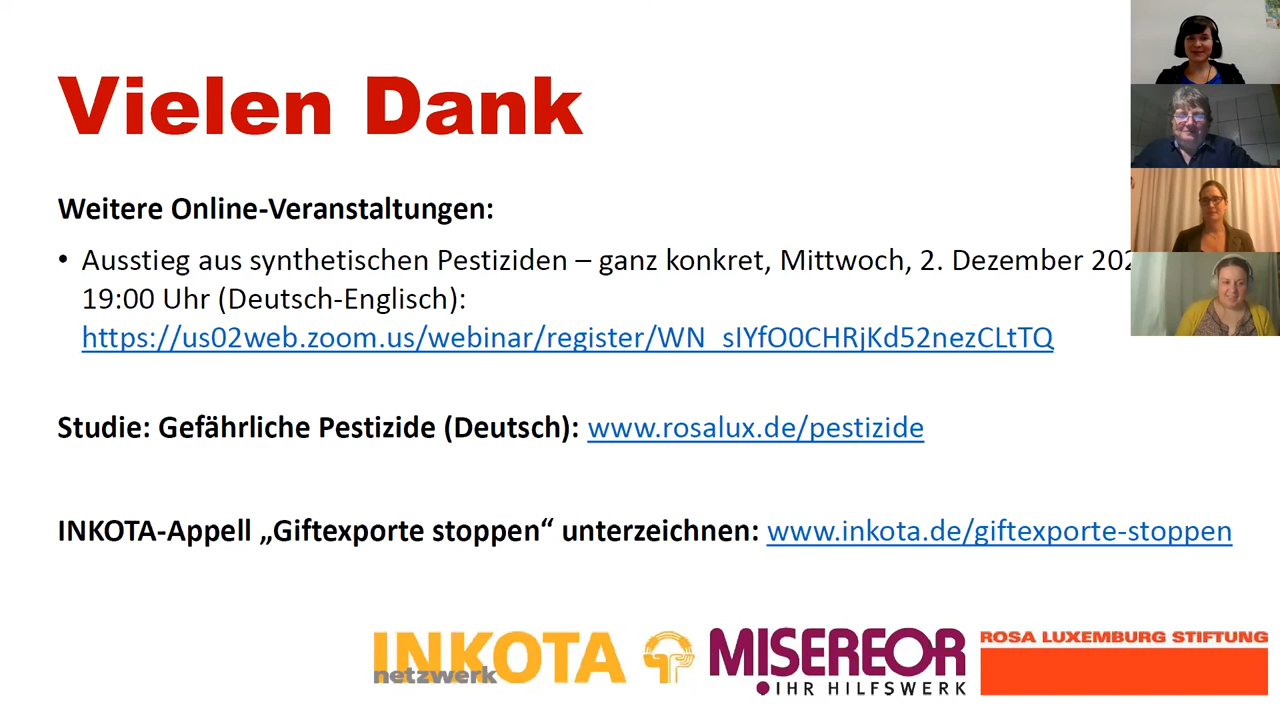 Vielen Dank
Weitere Online-Veranstaltungen:
• Ausstieg aus synthetischen Pestiziden – ganz konkret, Mittwoch, 2. Dezember
19:00 Uhr (Deutsch-Englisch):
https://us02web.zoom.us/webinar/register/WN_sIYfO0CHRjKd52nezCLtTQ
Studie: Gefährliche Pestizide (Deutsch): www.rosalux.de/pestizide
INKOTA-Appell „Giftexporte stoppen“ unterzeichnen: www.inkota.de/giftexporte-stoppen
INKOTA
netzwerk
MISEREOR
IHR HILFSWERK
ROSA LUXEMBURG STIFTUNG